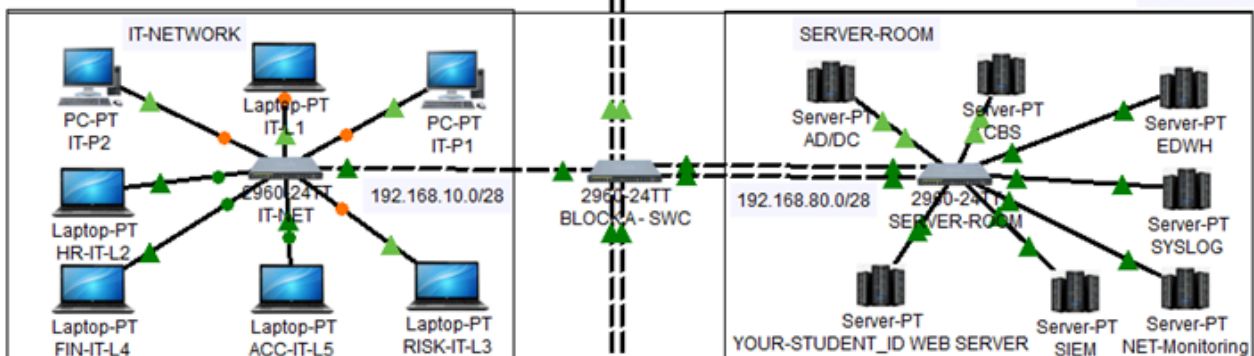 IT-NETWORK
PC-PT
IT-P2
Laptop-PT
IT-L1
PC-PT
IT-P1
2960-24TT
IT-NET
192.168.10.0/28
Laptop-PT
HR-IT-L2
Laptop-PT
FIN-IT-L4
Laptop-PT
ACC-IT-L5
Laptop-PT
RISK-IT-L3
2960-24TT
BLOCK A - SWC
SERVER-ROOM
Server-PT
AD/DC
Server-PT
CBS
Server-PT
EDWH
192.168.80.0/28
2960-24TT
SERVER-ROOM
Server-PT
SYSLOG
Server-PT
YOUR-STUDENT_ID WEB SERVER
Server-PT
SIEM
Server-PT
NET-Monitoring